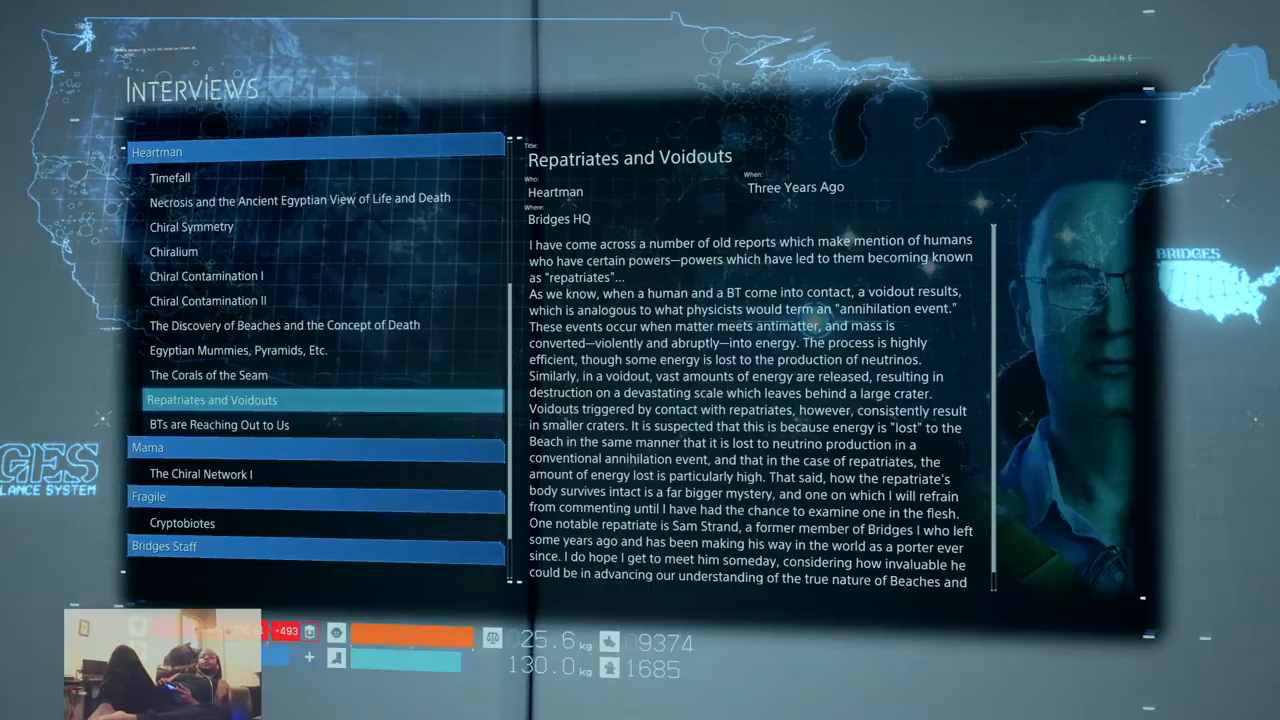 ONLINE
INTERVIEWS
Heartman
Timefall
Necrosis and the Ancient Egyptian View of Life and Death
Chiral Symmetry
Chiralium
Chiral Contamination I
Chiral Contamination II
The Discovery of Beaches and the Concept of Death
Egyptian Mummies, Pyramids, Etc.
The Corals of the Seam
Repatriates and Voidouts
BTs are Reaching Out to Us
Mama
The Chiral Network I
Fragile
Cryptobiotes
Bridges Staff
Title:
Repatriates and Voidouts
Who:
Heartman
When:
Three Years Ago
Where:
Bridges HQ
I have come across a number of old reports which make mention of humans
who have certain powers—powers which have led to them becoming known
as "repatriates"...
As we know, when a human and a BT come into contact, a voidout results,
which is analogous to what physicists would term an "annihilation event."
These events occur when matter meets antimatter, and mass is
converted—violently and abruptly—into energy. The process is highly
efficient, though some energy is lost to the production of neutrinos.
Similarly, in a voidout, vast amounts of energy are released, resulting in
destruction on a devastating scale which leaves behind a large crater.
Voidouts triggered by contact with repatriates, however, consistently result
in smaller craters. It is suspected that this is because energy is "lost" to the
Beach in the same manner that it is lost to neutrino production in a
conventional annihilation event, and that in the case of repatriates, the
amount of energy lost is particularly high. That said, how the repatriate's
body survives intact is a far bigger mystery, and one on which I will refrain
from commenting until I have had the chance to examine one in the flesh.
One notable repatriate is Sam Strand, a former member of Bridges I who left
some years ago and has been making his way in the world as a porter ever
since. I do hope I get to meet him someday, considering how invaluable he
could be in advancing our understanding of the true nature of Beaches and
BRIDGES
GES
LANCE SYSTEM
-493
025.6 kg
09374
130.0 kg
1685